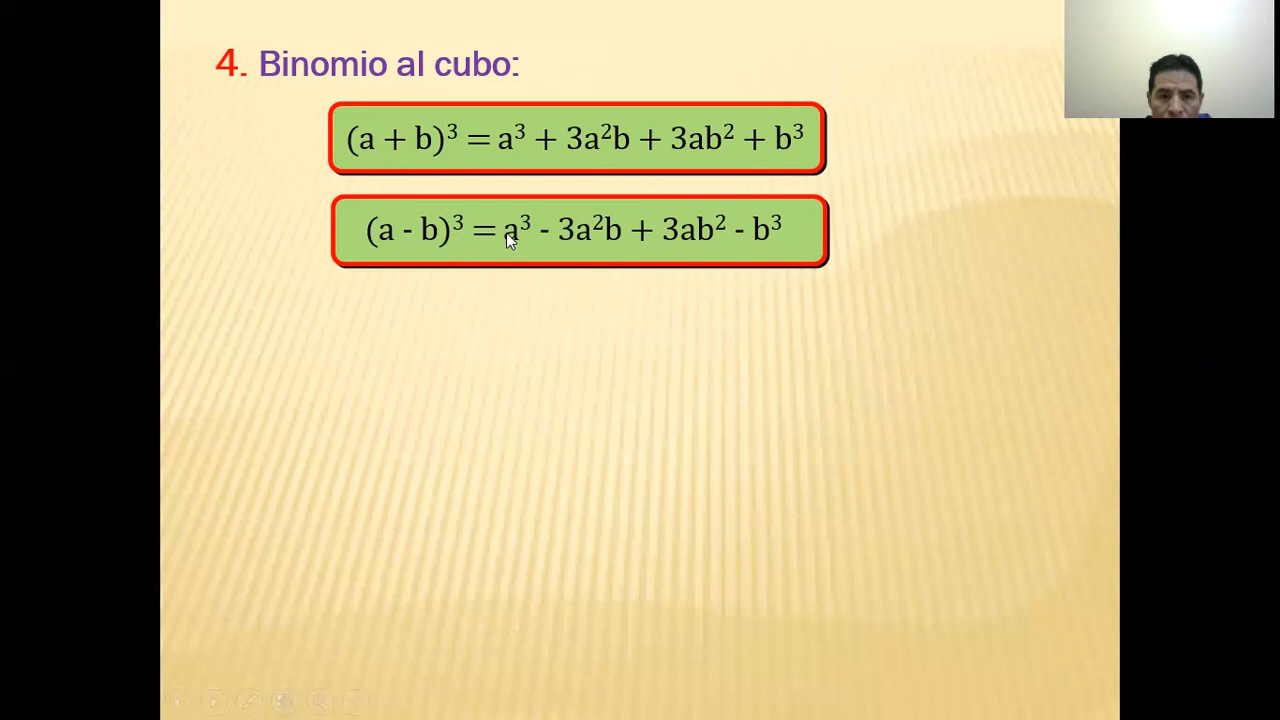 4. Binomio al cubo:
(a + b)³ = a³ + 3a²b + 3ab² + b³
(a - b)³ = a³ - 3a²b + 3ab² - b³